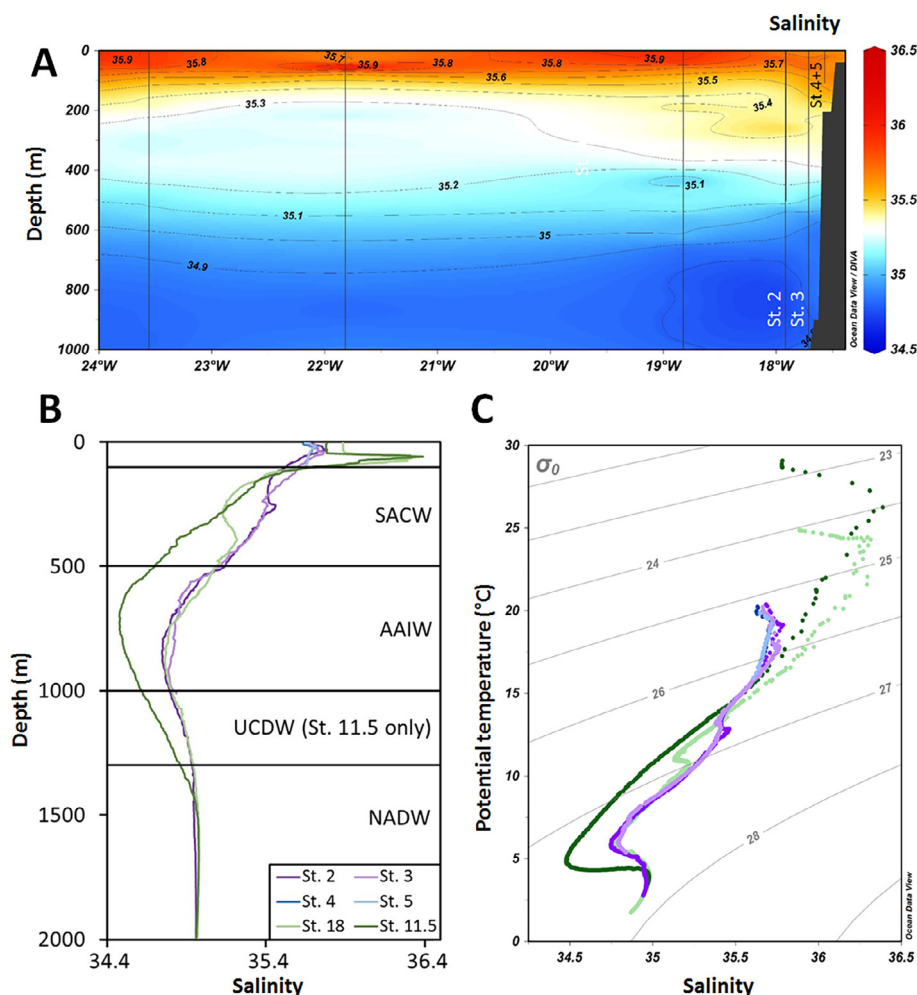 Salinity
A
0
200
400
600
800
1000
Depth (m)
35.9
35.8
35.7
35.9
35.8
35.6
35.8
35.9
35.7
35.5
35.4
35.3
35.2
35.1
35.1
35
34.9
St. 2
St. 3
St.4+5
24°W
23°W
22°W
21°W
20°W
19°W
18°W
Ocean Data View / DIVA
36.5
36
35.5
35
34.5
B
0
500
1000
1500
2000
Depth (m)
SACW
AAIW
UCDW (St. 11.5 only)
NADW
St. 2 St. 3
St. 4 St. 5
St. 18 St. 11.5
34.4 35.4 36.4
Salinity
C
σ0
30
25
20
15
10
5
0
Potential temperature (°C)
23
24
25
26
27
28
34.5 35 35.5 36 36.5
Salinity
Ocean Data View